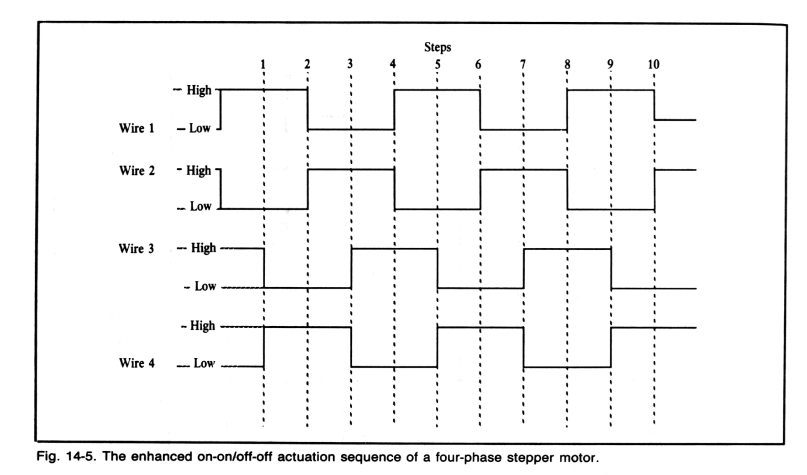 Steps
1 2 3 4 5 6 7 8 9 10
– High
Wire 1 – Low
Wire 2 - High
– Low
Wire 3 – High
- Low
- High
Wire 4 – Low
Fig. 14-5. The enhanced on-on/off-off actuation sequence of a four-phase stepper motor.